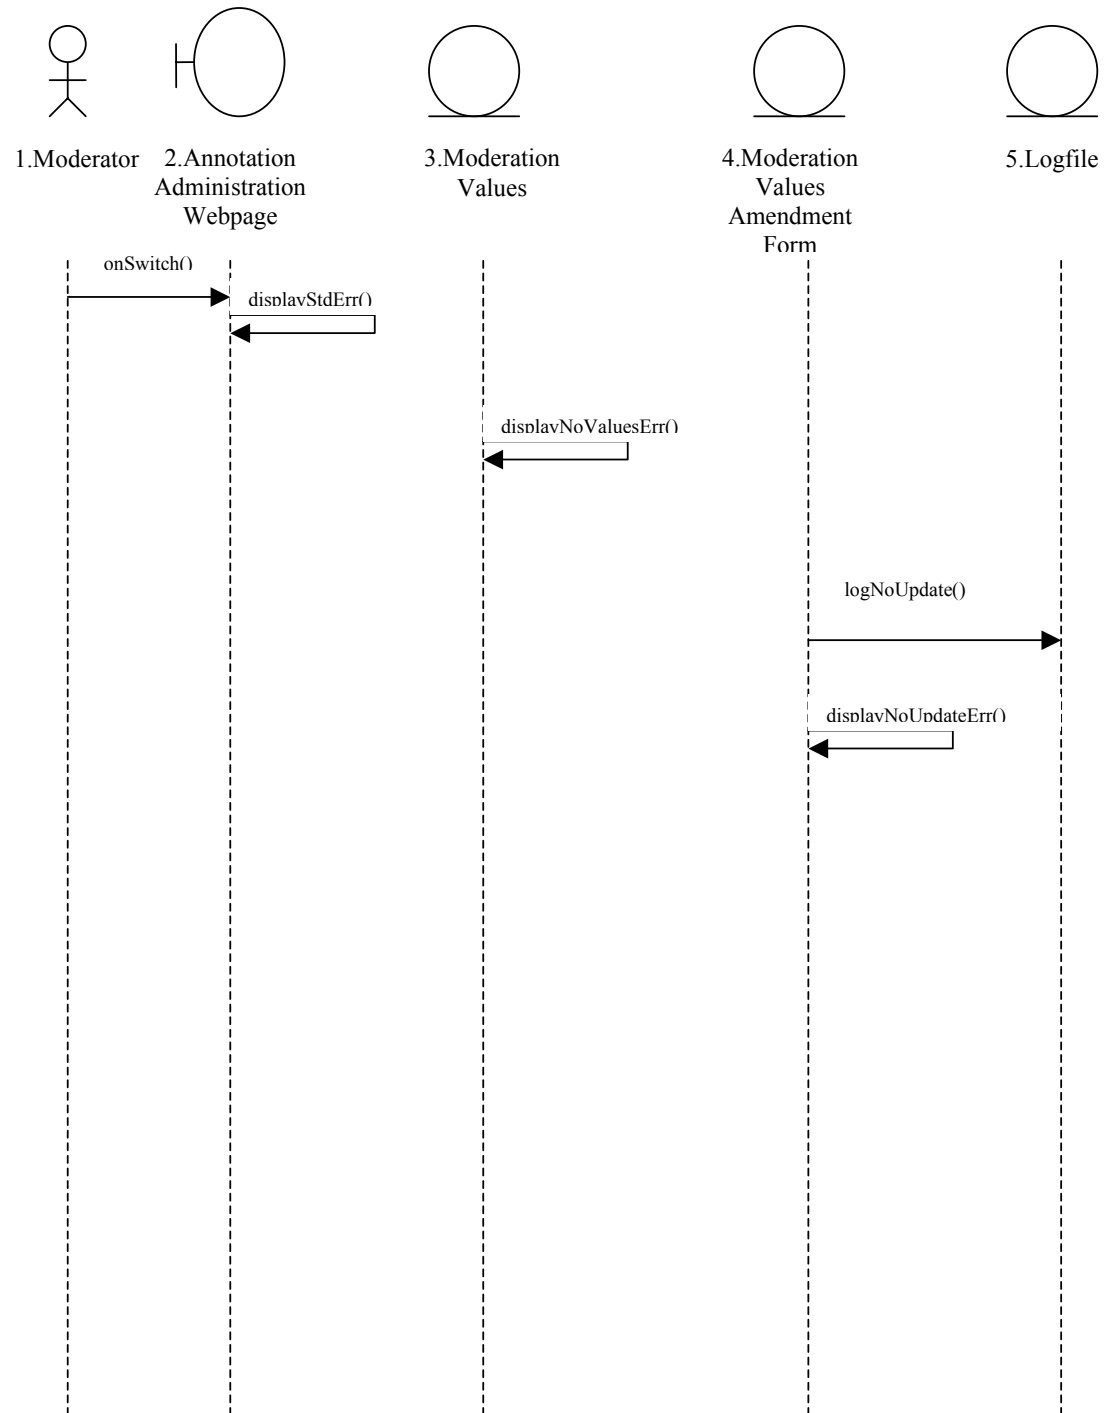 1.Moderator
2.Annotation
Administration
Webpage
3.Moderation
Values
4.Moderation
Values
Amendment
Form
5.Logfile
onSwitch()
displayStdErr()
displayNoValuesErr()
logNoUpdate()
displayNoUpdateErr()